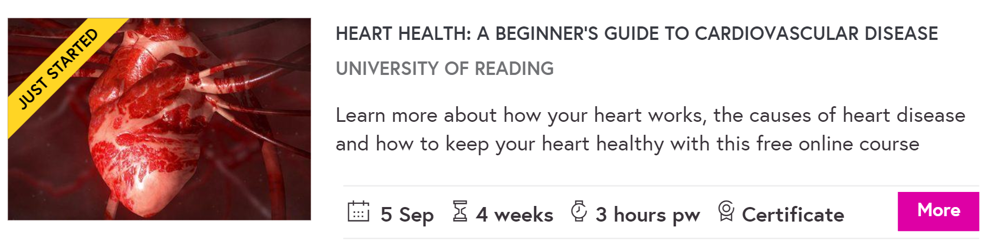 JUST STARTED
HEART HEALTH: A BEGINNER'S GUIDE TO CARDIOVASCULAR DISEASE
UNIVERSITY OF READING
Learn more about how your heart works, the causes of heart disease
and how to keep your heart healthy with this free online course
5 Sep 4 weeks 3 hours pw Certificate More